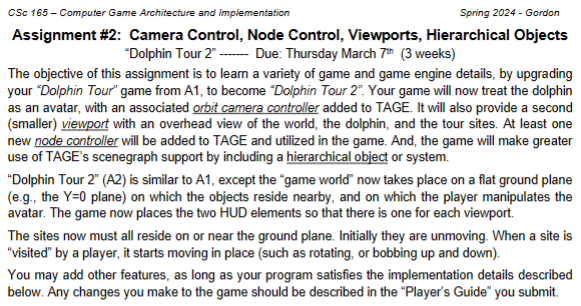 CSc 165 – Computer Game Architecture and Implementation Spring 2024 - Gordon
Assignment #2: Camera Control, Node Control, Viewports, Hierarchical Objects
“Dolphin Tour 2” ------- Due: Thursday March 7th (3 weeks)
The objective of this assignment is to learn a variety of game and game engine details, by upgrading
your “Dolphin Tour” game from A1, to become “Dolphin Tour 2”. Your game will now treat the dolphin
as an avatar, with an associated orbit camera controller added to TAGE. It will also provide a second
(smaller) viewport with an overhead view of the world, the dolphin, and the tour sites. At least one
new node controller will be added to TAGE and utilized in the game. And, the game will make greater
use of TAGE’s scenegraph support by including a hierarchical object or system.
“Dolphin Tour 2” (A2) is similar to A1, except the “game world” now takes place on a flat ground plane
(e.g., the Y=0 plane) on which the objects reside nearby, and on which the player manipulates the
avatar. The game now places the two HUD elements so that there is one for each viewport.
The sites now must all reside on or near the ground plane. Initially they are unmoving. When a site is
“visited” by a player, it starts moving in place (such as rotating, or bobbing up and down).
You may add other features, as long as your program satisfies the implementation details described
below. Any changes you make to the game should be described in the “Player’s Guide” you submit.